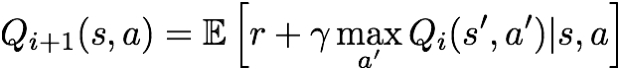 Q_{i+1}(s, a) = 𝔼 [ r + γ max_{a′} Q_i(s′, a′)|s, a ]